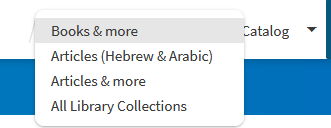 Books & more
Catalog
Articles (Hebrew & Arabic)
Articles & more
All Library Collections